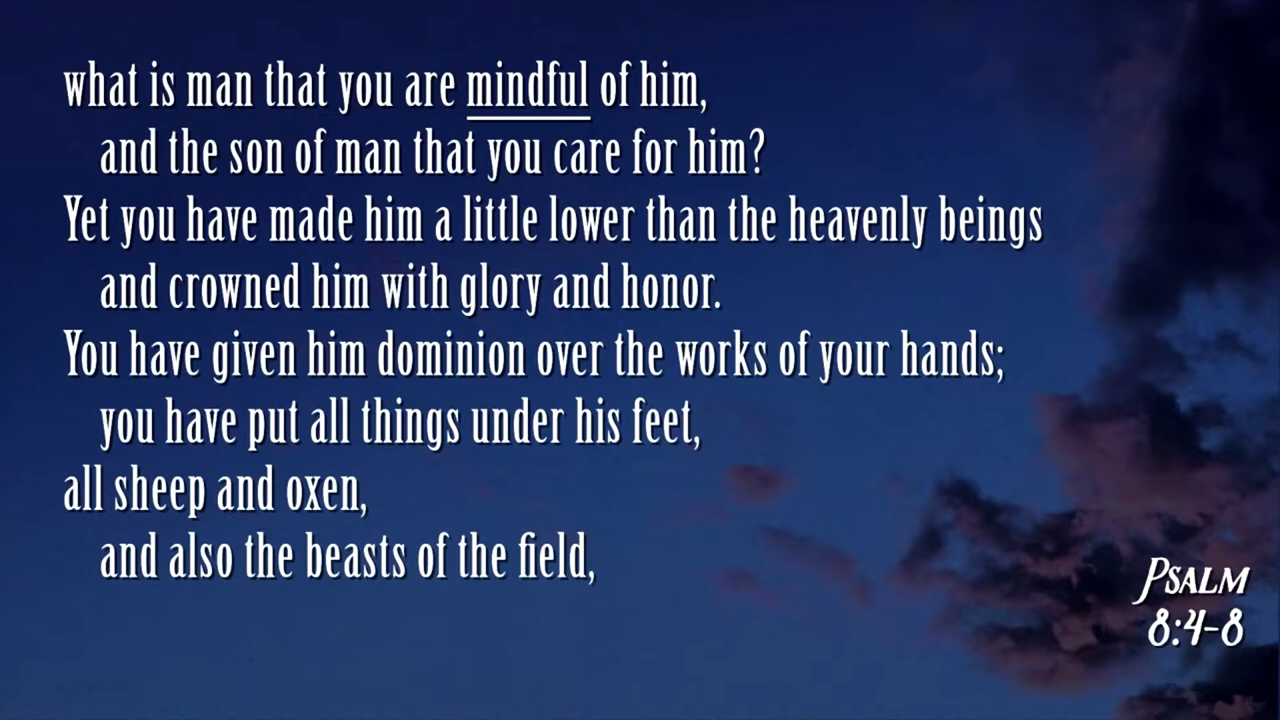 what is man that you are mindful of him,
and the son of man that you care for him?
Yet you have made him a little lower than the heavenly beings
and crowned him with glory and honor.
You have given him dominion over the works of your hands;
you have put all things under his feet,
all sheep and oxen,
and also the beasts of the field,
Psalm
8:4-8